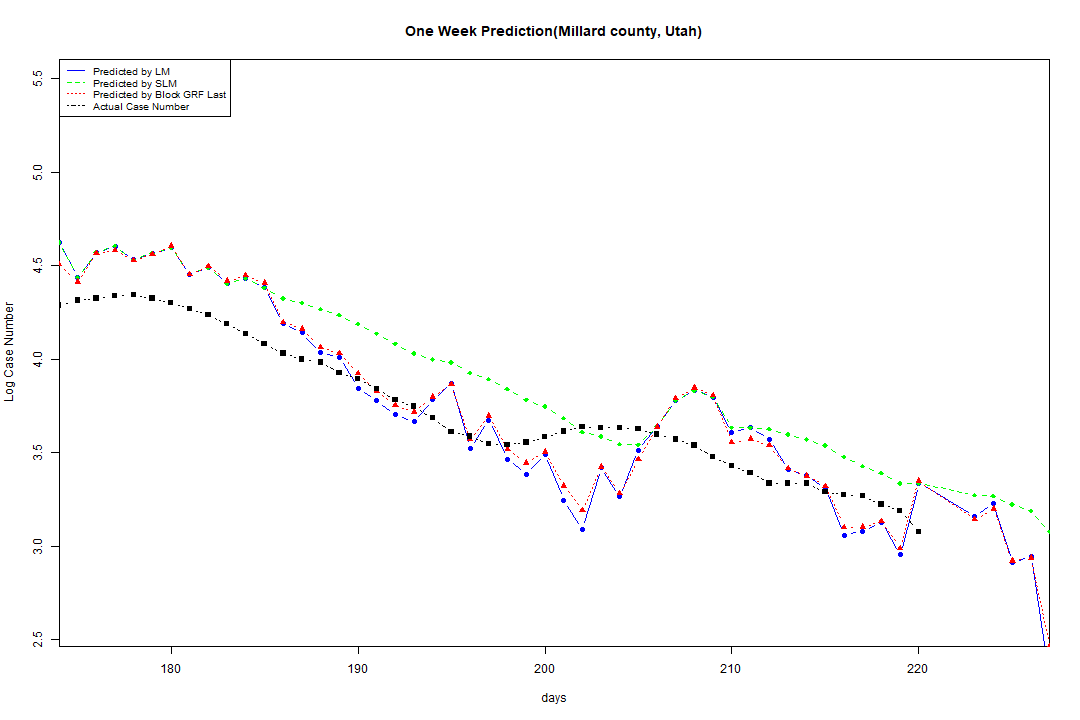 One Week Prediction(Millard county, Utah)
Predicted by LM
Predicted by SLM
Predicted by Block GRF Last
Actual Case Number
5.5
5.0
4.5
4.0
3.5
3.0
2.5
Log Case Number
180 190 200 210 220
days